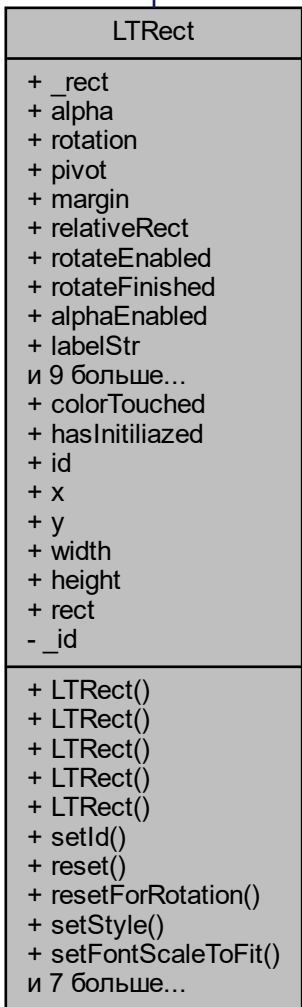 LTRect
+ _rect
+ alpha
+ rotation
+ pivot
+ margin
+ relativeRect
+ rotateEnabled
+ rotateFinished
+ alphaEnabled
+ labelStr
и 9 больше...
+ colorTouched
+ hasInitiliazed
+ id
+ x
+ y
+ width
+ height
+ rect
- _id
+ LTRect()
+ LTRect()
+ LTRect()
+ LTRect()
+ LTRect()
+ setId()
+ reset()
+ resetForRotation()
+ setStyle()
+ setFontScaleToFit()
и 7 больше...